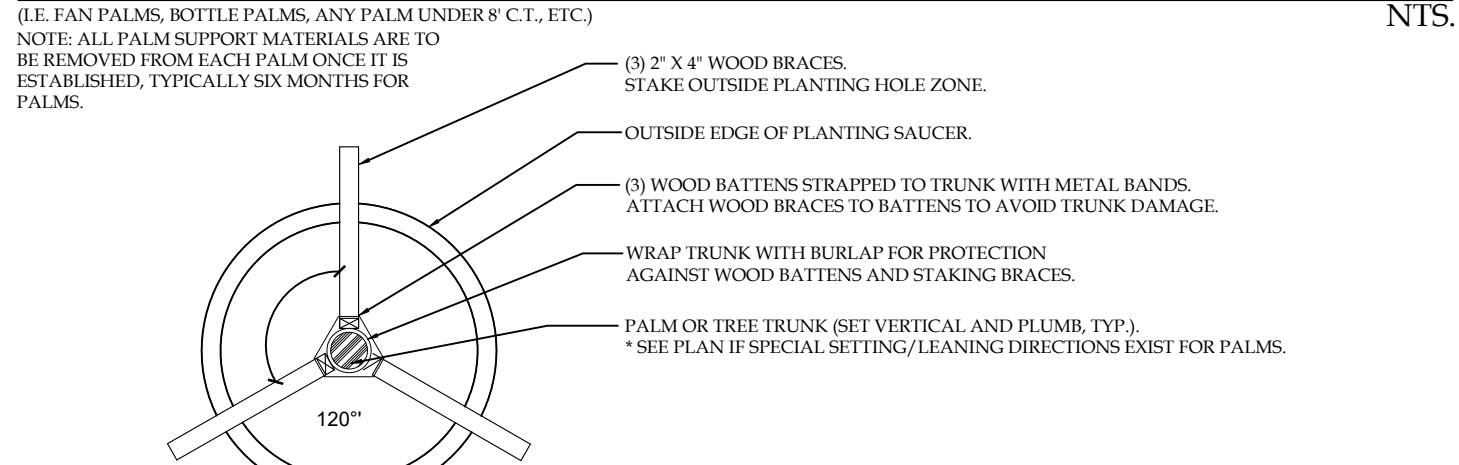 (I.E. FAN PALMS, BOTTLE PALMS, ANY PALM UNDER 8' C.T., ETC.)
NTS.
NOTE: ALL PALM SUPPORT MATERIALS ARE TO
BE REMOVED FROM EACH PALM ONCE IT IS
ESTABLISHED, TYPICALLY SIX MONTHS FOR
PALMS.
(3) 2" X 4" WOOD BRACES.
STAKE OUTSIDE PLANTING HOLE ZONE.
OUTSIDE EDGE OF PLANTING SAUCER.
(3) WOOD BATTENS STRAPPED TO TRUNK WITH METAL BANDS.
ATTACH WOOD BRACES TO BATTENS TO AVOID TRUNK DAMAGE.
WRAP TRUNK WITH BURLAP FOR PROTECTION
AGAINST WOOD BATTENS AND STAKING BRACES.
PALM OR TREE TRUNK (SET VERTICAL AND PLUMB, TYP.).
* SEE PLAN IF SPECIAL SETTING/LEANING DIRECTIONS EXIST FOR PALMS.
120°'